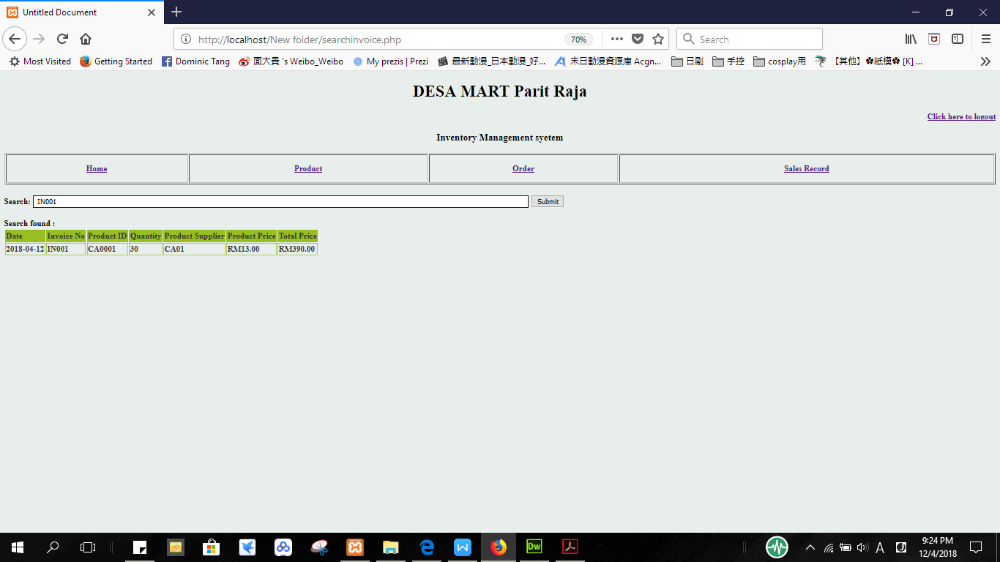 Untitled Document
http://localhost/New folder/searchinvoice.php 70% Search
Most Visited Getting Started Dominic Tang 面大貴 's Weibo_Weibo My prezis | Prezi 最新動漫_日本動漫_好... 末日動漫資源庫 Acgn... 日剧 手控 cosplay用 【其他】✽紙模✽ [K] ...
DESA MART Parit Raja
Click here to logout
Inventory Management syetem
Home Product Order Sales Record
Search: IN001 Submit
Search found :
Date Invoice No Product ID Quantity Product Supplier Product Price Total Price
2018-04-12 IN001 CA0001 30 CA01 RM13.00 RM390.00
Dw A 9:24 PM
12/4/2018